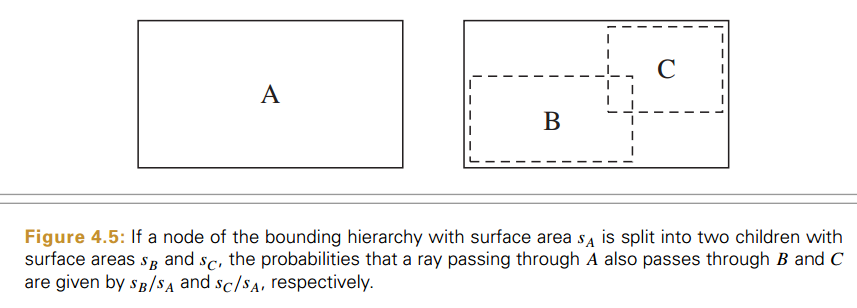 A
C
B
Figure 4.5: If a node of the bounding hierarchy with surface area s_A is split into two children with
surface areas s_B and s_C, the probabilities that a ray passing through A also passes through B and C
are given by s_B/s_A and s_C/s_A, respectively.